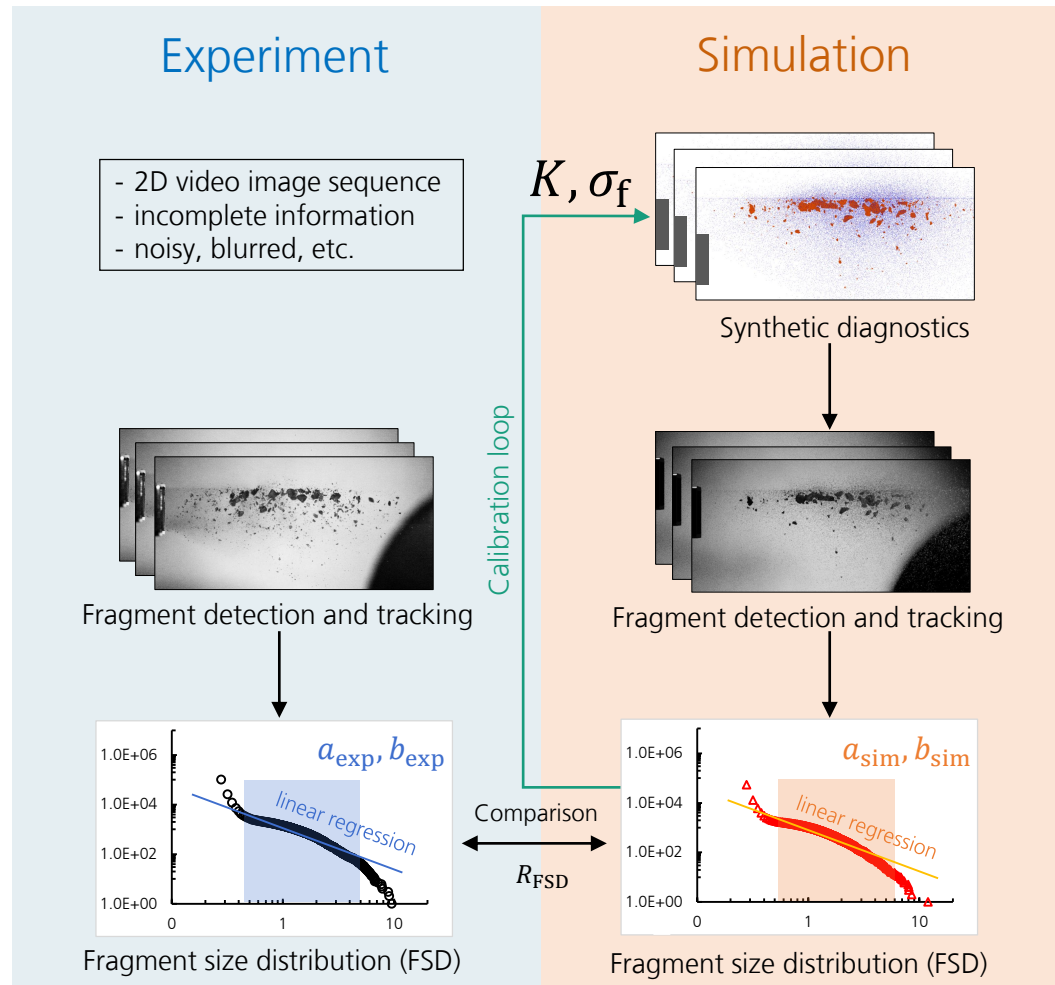 Experiment
Simulation
- 2D video image sequence
- incomplete information
- noisy, blurred, etc.
K, σf
Synthetic diagnostics
Calibration loop
Fragment detection and tracking
Fragment detection and tracking
aexp, bexp
linear regression
1.0E+06
1.0E+04
1.0E+02
1.0E+00
0
1
10
Fragment size distribution (FSD)
Comparison
RFSD
asim, bsim
linear regression
1.0E+06
1.0E+04
1.0E+02
1.0E+00
0
1
10
Fragment size distribution (FSD)